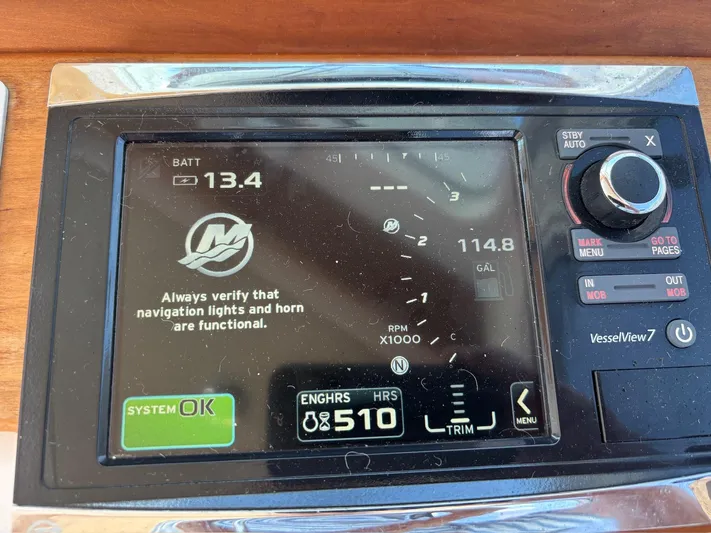 BATT
13.4
45
45
---
3
2
114.8
GAL
Always verify that
navigation lights and horn
are functional.
1
RPM
X1000
C
N
SYSTEM OK
ENGHRS HRS
510
TRIM
MENU
STBY
AUTO
X
MARK
MENU
GO TO
PAGES
IN
MOB
OUT
MOB
VesselView 7